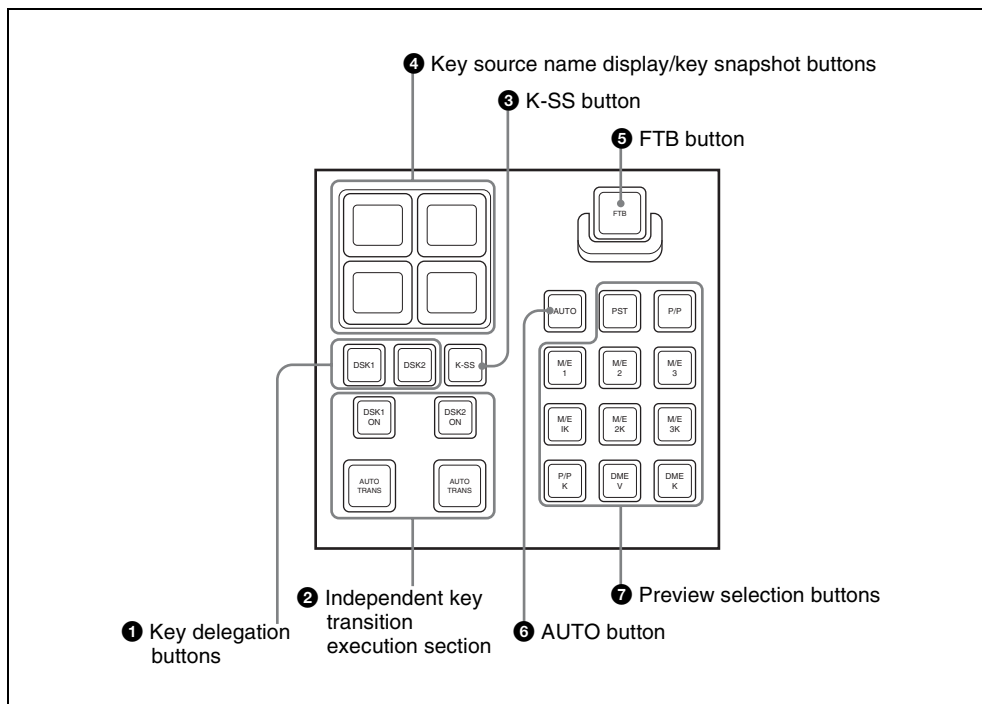 ❹ Key source name display/key snapshot buttons
❸ K-SS button
❺ FTB button
FTB
AUTO
PST
P/P
DSK1
DSK2
K-SS
M/E
1
M/E
2
M/E
3
DSK1
ON
DSK2
ON
M/E
IK
M/E
2K
M/E
3K
AUTO
TRANS
AUTO
TRANS
P/P
K
DME
V
DME
K
❷ Independent key
transition
execution section
❼ Preview selection buttons
❶ Key delegation
buttons
❻ AUTO button